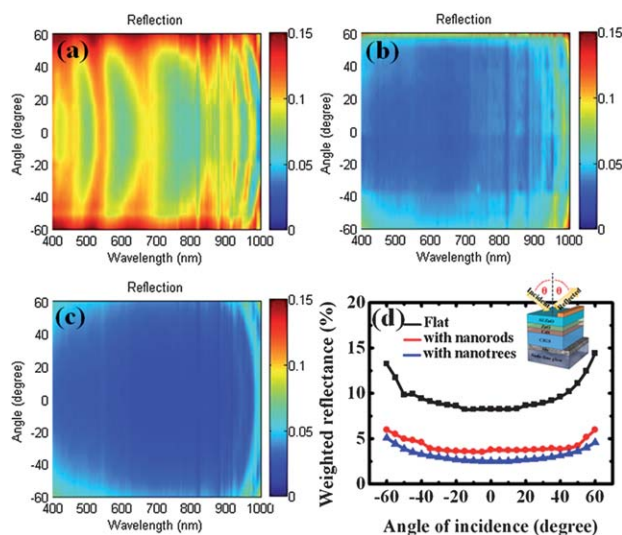 Reflection
(a)
60
40
20
0
-20
-40
-60
Angle (degree)
400 500 600 700 800 900 1000
Wavelength (nm)
0.15
0.1
0.05
0
Reflection
(b)
60
40
20
0
-20
-40
-60
Angle (degree)
400 500 600 700 800 900 1000
Wavelength (nm)
0.15
0.1
0.05
0
Reflection
(c)
60
40
20
0
-20
-40
-60
Angle (degree)
400 500 600 700 800 900 1000
Wavelength (nm)
0.15
0.1
0.05
0
(d)
Flat
with nanorods
with nanotrees
θ θ
Incident
Reflected
20
15
10
5
0
Weighted reflectance (%)
-60 -40 -20 0 20 40 60
Angle of incidence (degree)